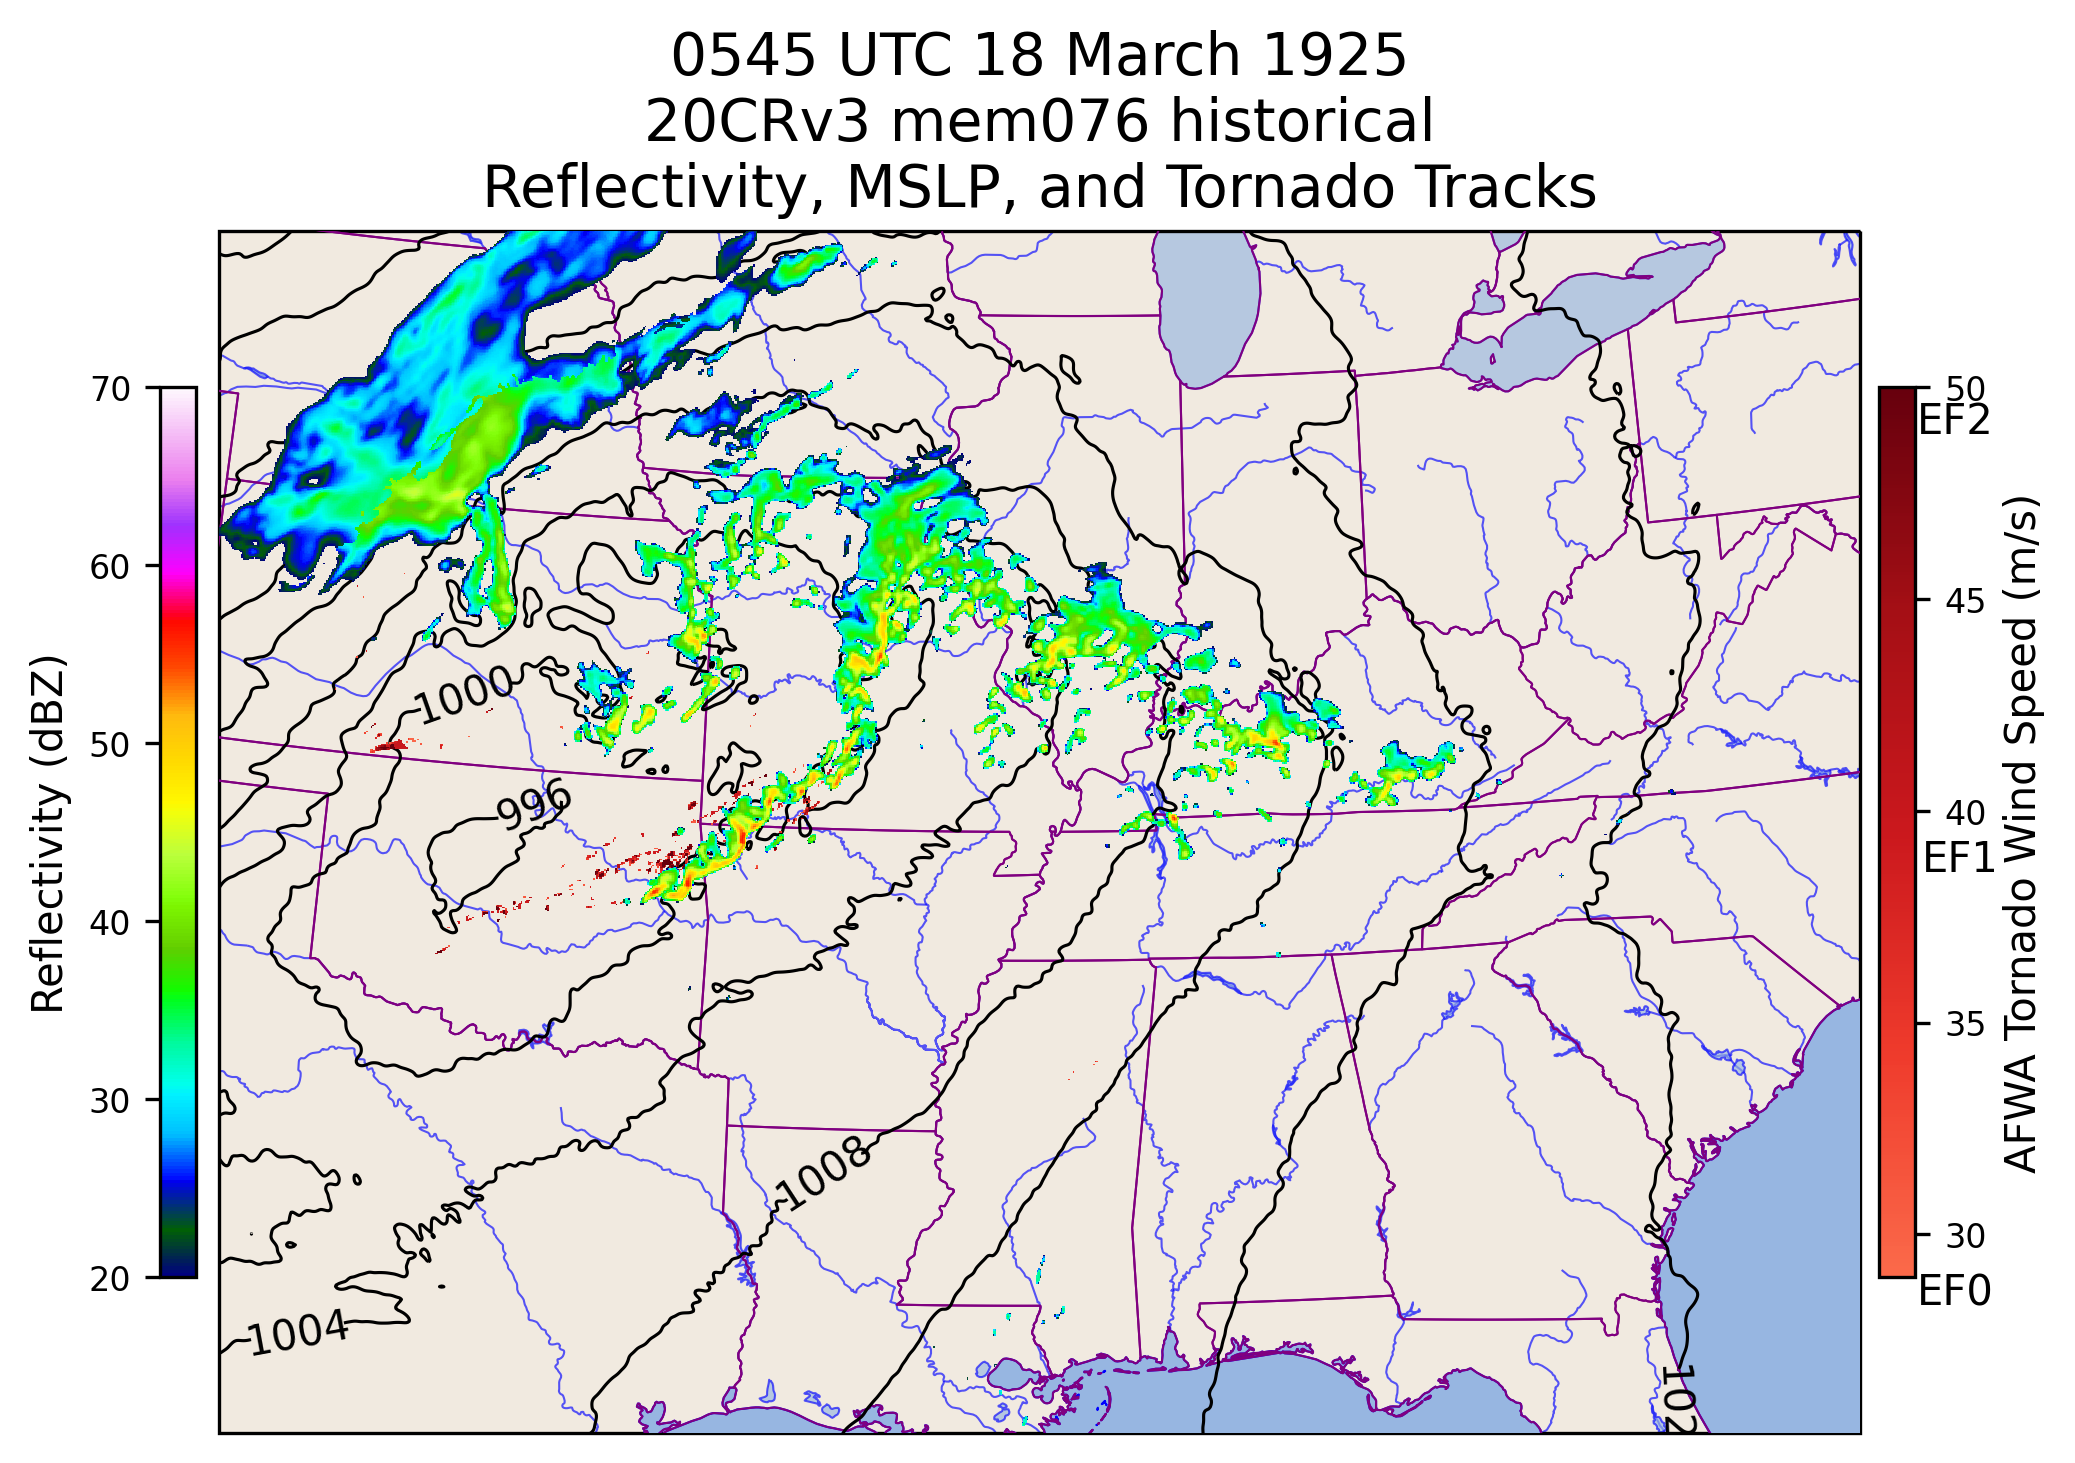 0545 UTC 18 March 1925
20CRv3 mem076 historical
Reflectivity, MSLP, and Tornado Tracks
70
60
50
40
30
20
Reflectivity (dBZ)
1000
996
1008
1004
102
50
EF2
45
40
EF1
35
30
EF0
AFWA Tornado Wind Speed (m/s)